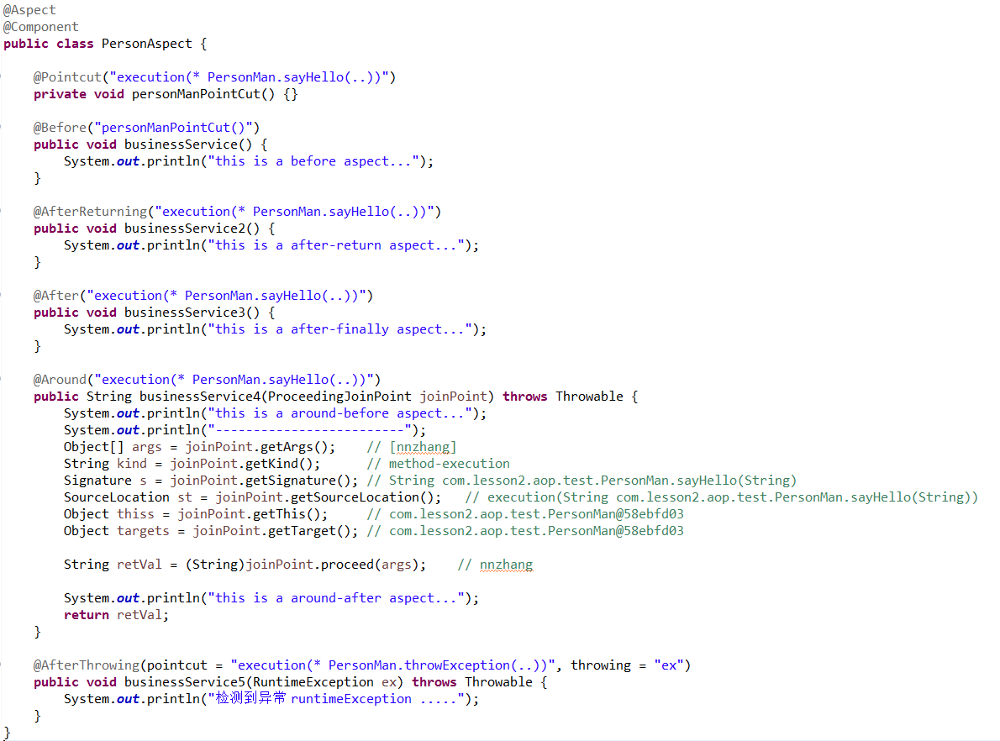 @Aspect
@Component
public class PersonAspect {
@Pointcut("execution(* PersonMan.sayHello(..))")
private void personManPointCut() {}
@Before("personManPointCut()")
public void businessService() {
System.out.println("this is a before aspect...");
}
@AfterReturning("execution(* PersonMan.sayHello(..))")
public void businessService2() {
System.out.println("this is a after-return aspect...");
}
@After("execution(* PersonMan.sayHello(..))")
public void businessService3() {
System.out.println("this is a after-finally aspect...");
}
@Around("execution(* PersonMan.sayHello(..))")
public String businessService4(ProceedingJoinPoint joinPoint) throws Throwable {
System.out.println("this is a around-before aspect...");
System.out.println("-------------------------");
Object[] args = joinPoint.getArgs();    // [nnzhang]
String kind = joinPoint.getKind();      // method-execution
Signature s = joinPoint.getSignature(); // String com.lesson2.aop.test.PersonMan.sayHello(String)
SourceLocation st = joinPoint.getSourceLocation();   // execution(String com.lesson2.aop.test.PersonMan.sayHello(String))
Object thiss = joinPoint.getThis();     // com.lesson2.aop.test.PersonMan@58ebfd03
Object targets = joinPoint.getTarget(); // com.lesson2.aop.test.PersonMan@58ebfd03
String retVal = (String)joinPoint.proceed(args);    // nnzhang
System.out.println("this is a around-after aspect...");
return retVal;
}
@AfterThrowing(pointcut = "execution(* PersonMan.throwException(..))", throwing = "ex")
public void businessService5(RuntimeException ex) throws Throwable {
System.out.println("检测到异常 runtimeException .....");
}
}